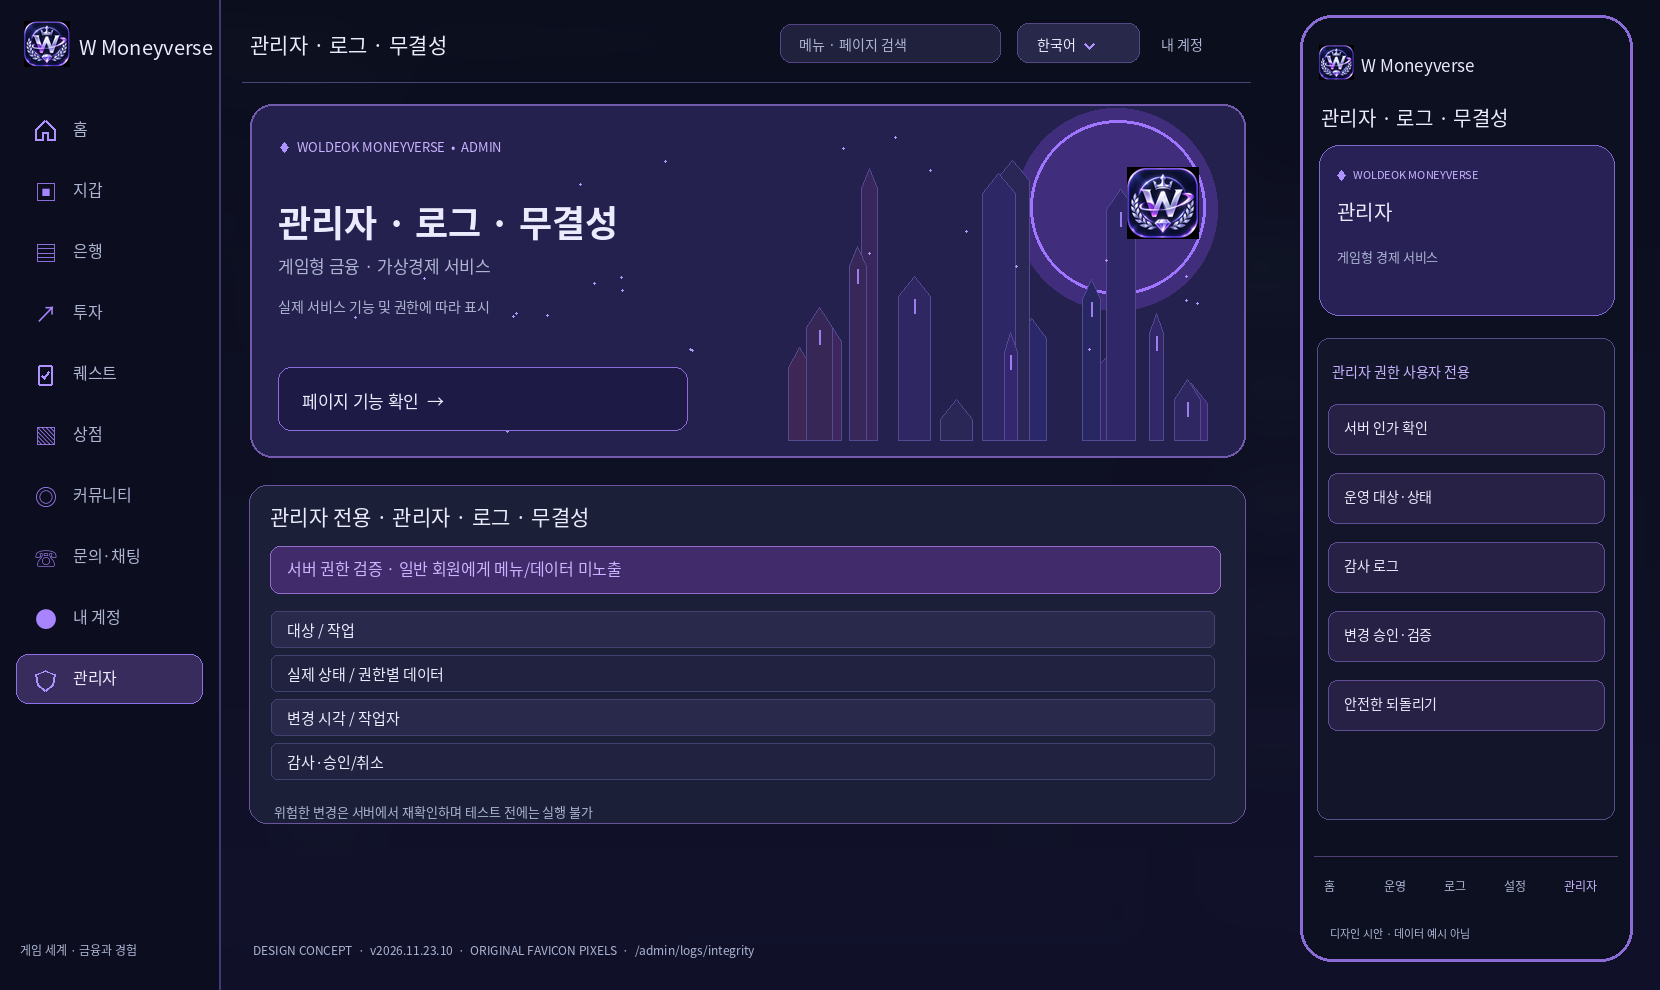 W Moneyverse
홈
지갑
은행
투자
퀘스트
상점
커뮤니티
문의·채팅
내 계정
관리자
게임 세계 · 금융과 경험
관리자 · 로그 · 무결성
메뉴 · 페이지 검색
한국어
내 계정
WOLDEOK MONEYVERSE • ADMIN
관리자 · 로그 · 무결성
게임형 금융 · 가상경제 서비스
실제 서비스 기능 및 권한에 따라 표시
페이지 기능 확인 →
W
관리자 전용 · 관리자 · 로그 · 무결성
서버 권한 검증 · 일반 회원에게 메뉴/데이터 미노출
대상 / 작업
실제 상태 / 권한별 데이터
변경 시각 / 작업자
감사·승인/취소
위험한 변경은 서버에서 재확인하며 테스트 전에는 실행 불가
DESIGN CONCEPT · v2026.11.23.10 · ORIGINAL FAVICON PIXELS · /admin/logs/integrity
W Moneyverse
관리자 · 로그 · 무결성
WOLDEOK MONEYVERSE
관리자
게임형 경제 서비스
관리자 권한 사용자 전용
서버 인가 확인
운영 대상·상태
감사 로그
변경 승인·검증
안전한 되돌리기
홈 운영 로그 설정 관리자
디자인 시안 · 데이터 예시 아님